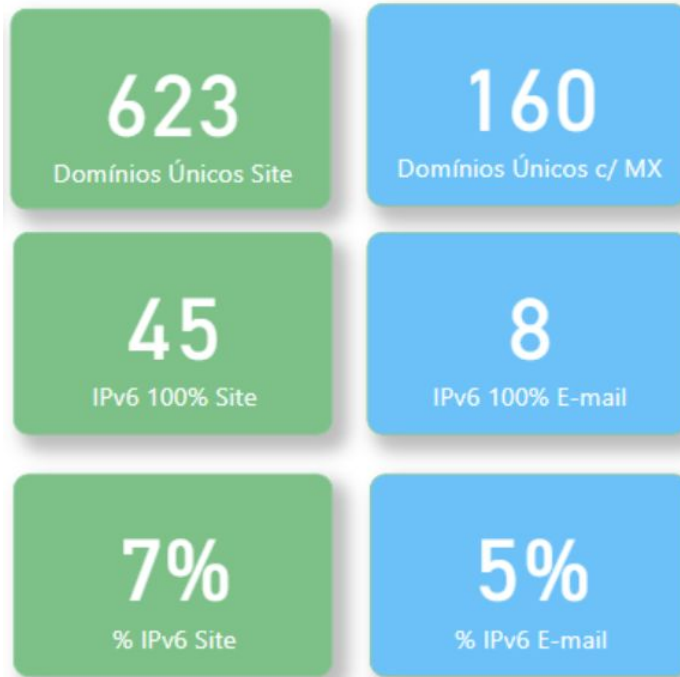 623
Domínios Únicos Site
160
Domínios Únicos c/ MX
45
IPv6 100% Site
8
IPv6 100% E-mail
7%
% IPv6 Site
5%
% IPv6 E-mail